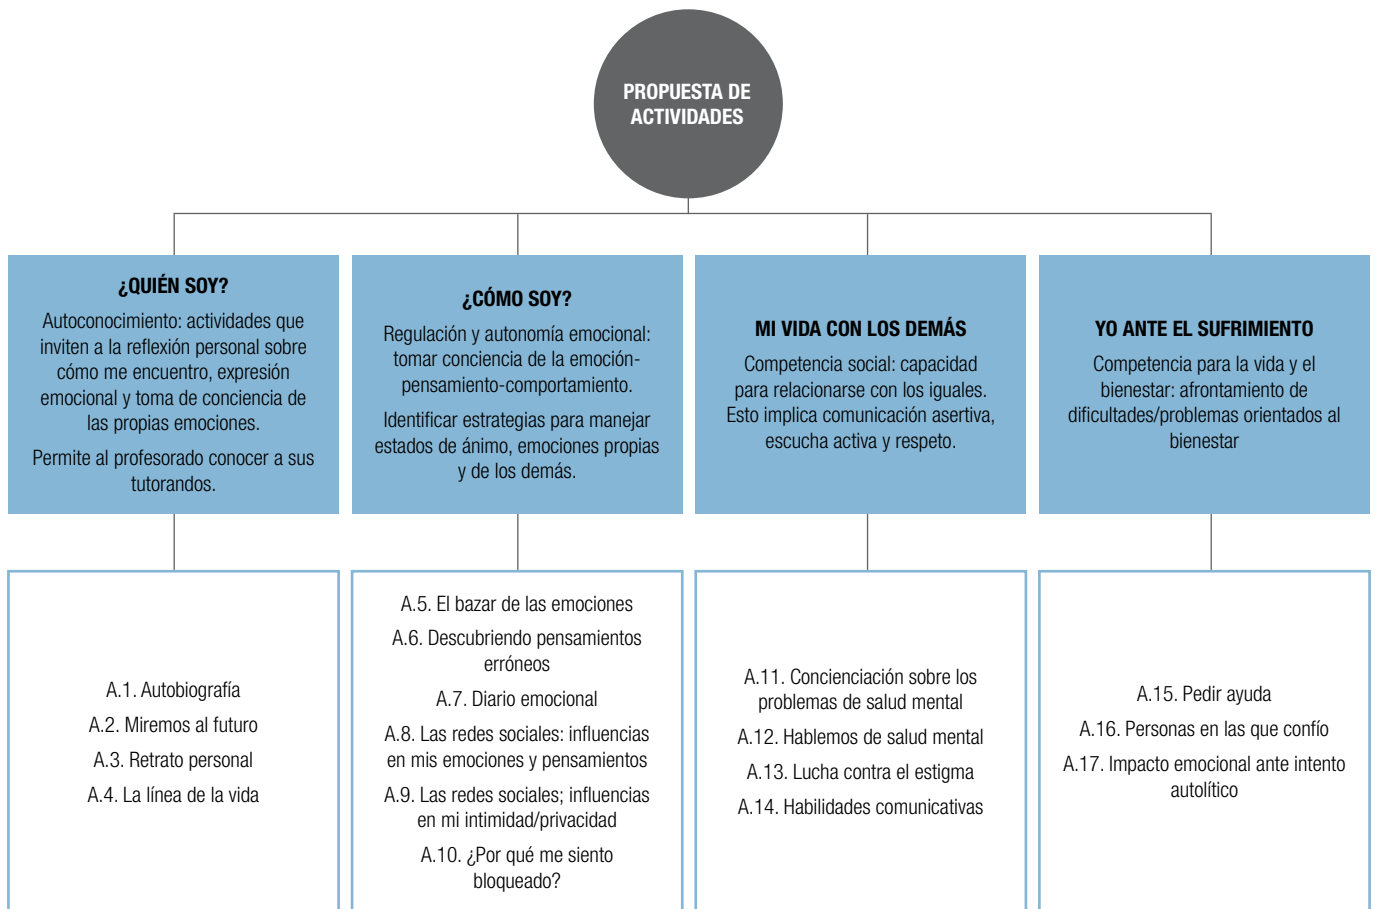 PROPUESTA DE
ACTIVIDADES
¿QUIÉN SOY?
Autoconocimiento: actividades que
inviten a la reflexión personal sobre
cómo me encuentro, expresión
emocional y toma de conciencia de
las propias emociones.
Permite al profesorado conocer a sus
tutorandos.
¿CÓMO SOY?
Regulación y autonomía emocional:
tomar conciencia de la emoción-
pensamiento-comportamiento.
Identificar estrategias para manejar
estados de ánimo, emociones propias
y de los demás.
MI VIDA CON LOS DEMÁS
Competencia social: capacidad
para relacionarse con los iguales.
Esto implica comunicación asertiva,
escucha activa y respeto.
YO ANTE EL SUFRIMIENTO
Competencia para la vida y el
bienestar: afrontamiento de
dificultades/problemas orientados al
bienestar
A.1. Autobiografía
A.2. Miremos al futuro
A.3. Retrato personal
A.4. La línea de la vida
A.5. El bazar de las emociones
A.6. Descubriendo pensamientos
erróneos
A.7. Diario emocional
A.8. Las redes sociales: influencias
en mis emociones y pensamientos
A.9. Las redes sociales; influencias
en mi intimidad/privacidad
A.10. ¿Por qué me siento
bloqueado?
A.11. Concienciación sobre los
problemas de salud mental
A.12. Hablemos de salud mental
A.13. Lucha contra el estigma
A.14. Habilidades comunicativas
A.15. Pedir ayuda
A.16. Personas en las que confío
A.17. Impacto emocional ante intento
autolítico